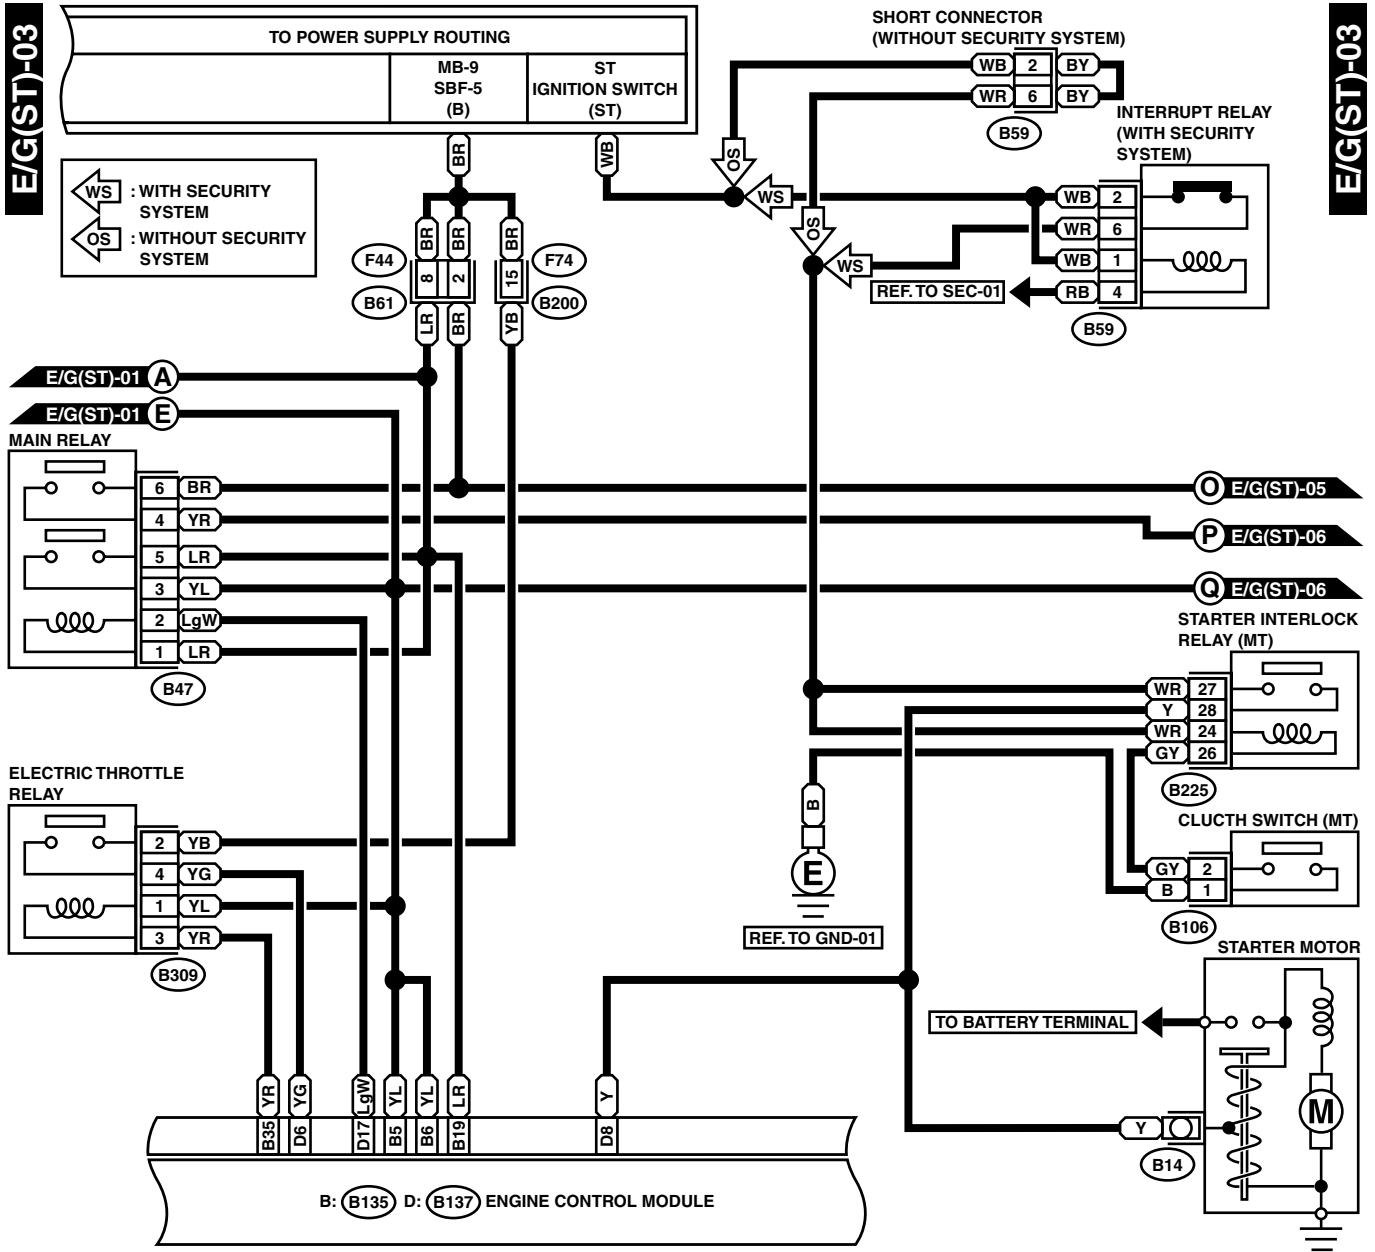 E/G(ST)-03
E/G(ST)-03
TO POWER SUPPLY ROUTING
MB-9
SBF-5
(B)
ST
IGNITION SWITCH
(ST)
SHORT CONNECTOR
(WITHOUT SECURITY SYSTEM)
WB 2 BY
WR 6 BY
B59
INTERRUPT RELAY
(WITH SECURITY
SYSTEM)
BR
WB
OS
WS : WITH SECURITY
SYSTEM
OS : WITHOUT SECURITY
SYSTEM
WS
WB 2
OS
WR 6
WS
WB 1
REF. TO SEC-01
RB 4
B59
BR BR BR
F44 8 2 15 F74
B61 B200
LR BR YB
E/G(ST)-01 A
E/G(ST)-01 E
MAIN RELAY
6 BR
O E/G(ST)-05
4 YR
P E/G(ST)-06
5 LR
3 YL
Q E/G(ST)-06
2 LgW
1 LR
B47
STARTER INTERLOCK
RELAY (MT)
WR 27
Y 28
WR 24
GY 26
B225
ELECTRIC THROTTLE
RELAY
2 YB
4 YG
1 YL
3 YR
B309
B
E
REF. TO GND-01
CLUCTH SWITCH (MT)
GY 2
B 1
B106
STARTER MOTOR
TO BATTERY TERMINAL
M
Y
B14
YR YG LgW YL YL LR Y
B35 D6 D17 B5 B6 B19 D8
B: B135 D: B137 ENGINE CONTROL MODULE